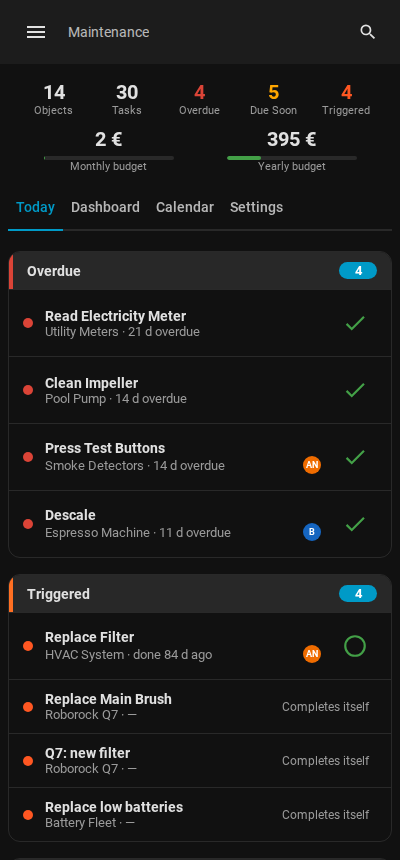 Maintenance
14 30 4 5 4
Objects Tasks Overdue Due Soon Triggered
2 € 395 €
Monthly budget Yearly budget
Today Dashboard Calendar Settings
Overdue 4
Read Electricity Meter
Utility Meters · 21 d overdue
Clean Impeller
Pool Pump · 14 d overdue
Press Test Buttons
Smoke Detectors · 14 d overdue AN
Descale
Espresso Machine · 11 d overdue B
Triggered 4
Replace Filter
HVAC System · done 84 d ago AN
Replace Main Brush
Roborock Q7 · — Completes itself
Q7: new filter
Roborock Q7 · — Completes itself
Replace low batteries
Battery Fleet · — Completes itself